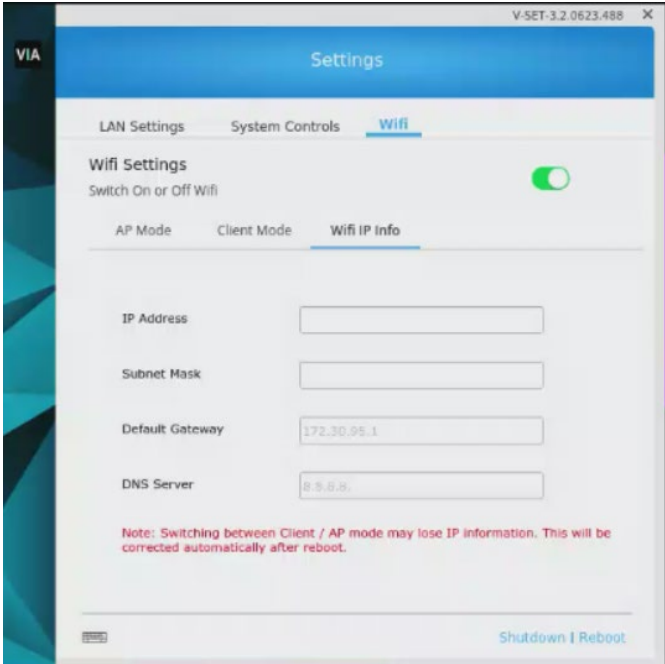 V-SET-3.2.0623.488 X
VIA
Settings
LAN Settings System Controls Wifi
Wifi Settings
Switch On or Off Wifi
AP Mode Client Mode Wifi IP Info
IP Address
Subnet Mask
Default Gateway 172.30.95.1
DNS Server 8.8.8.8.
Note: Switching between Client / AP mode may lose IP information. This will be
corrected automatically after reboot.
Shutdown | Reboot